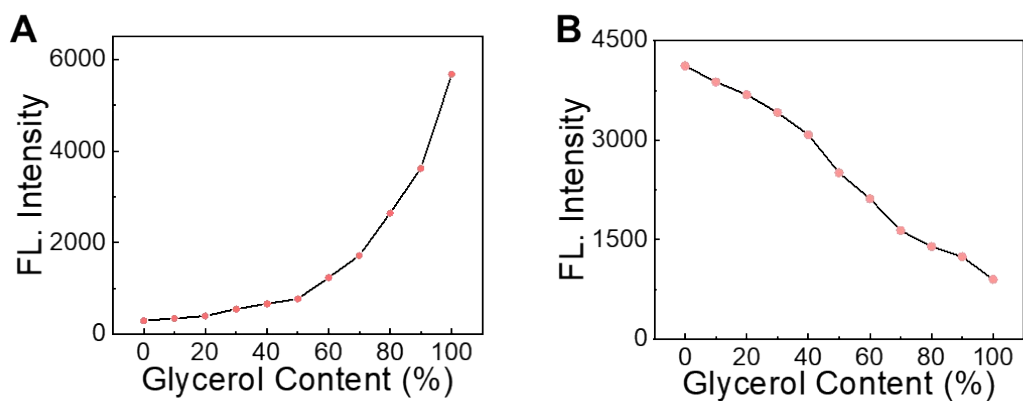 A
6000
4000
2000
0
FL. Intensity
0 20 40 60 80 100
Glycerol Content (%)
B
4500
3000
1500
0
FL. Intensity
0 20 40 60 80 100
Glycerol Content (%)